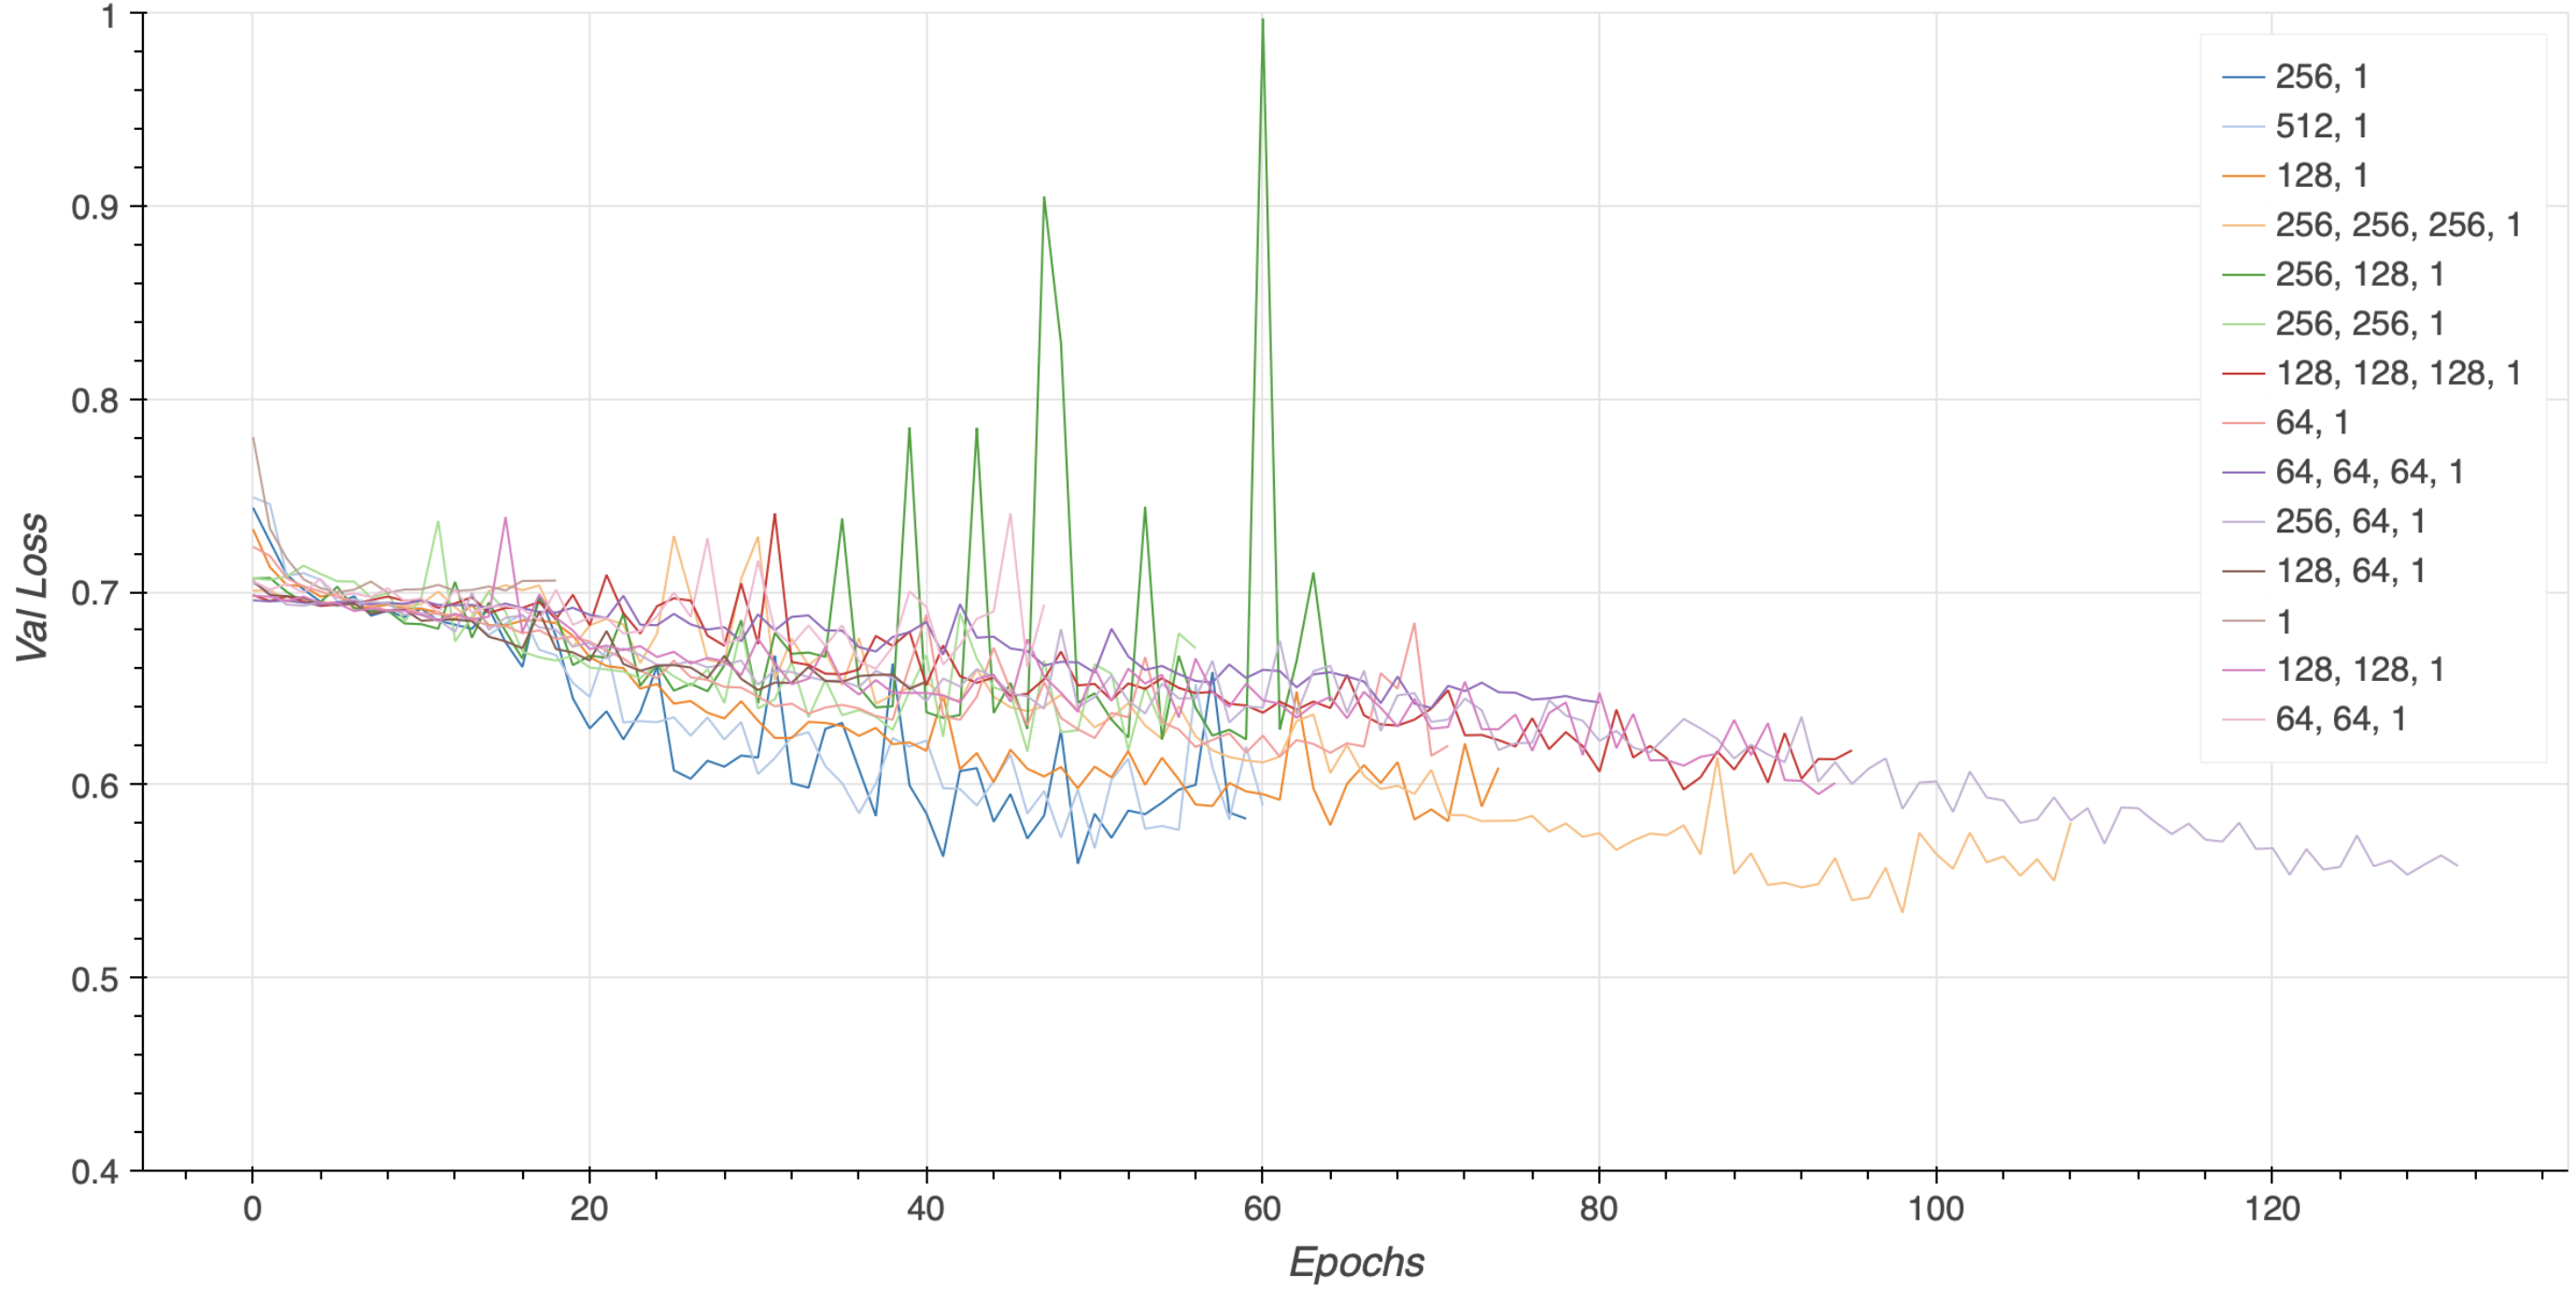 1
0.9
0.8
0.7
0.6
0.5
0.4
Val Loss
0 20 40 60 80 100 120
Epochs
256, 1
512, 1
128, 1
256, 256, 256, 1
256, 128, 1
256, 256, 1
128, 128, 128, 1
64, 1
64, 64, 64, 1
256, 64, 1
128, 64, 1
1
128, 128, 1
64, 64, 1